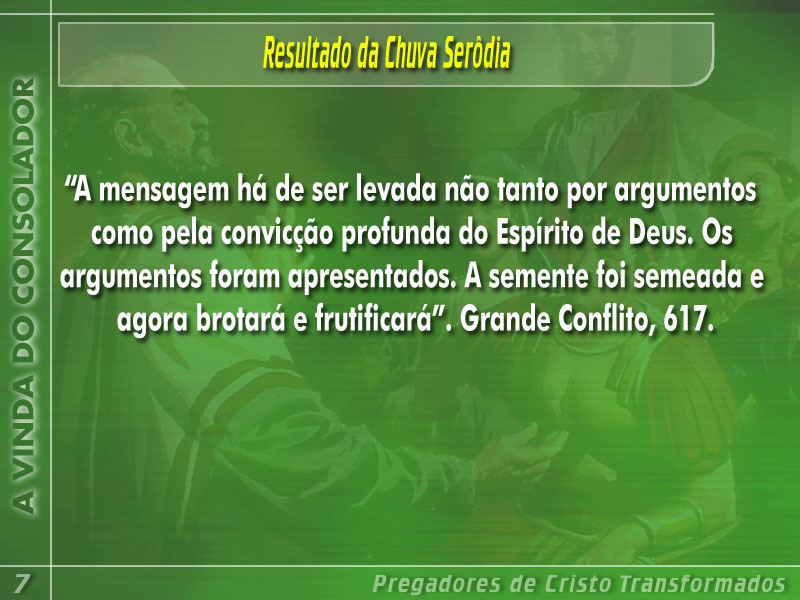 Resultado da Chuva Serôdia
A VINDA DO CONSOLADOR
“A mensagem há de ser levada não tanto por argumentos
como pela convicção profunda do Espírito de Deus. Os
argumentos foram apresentados. A semente foi semeada e
agora brotará e frutificará”. Grande Conflito, 617.
7
Pregadores de Cristo Transformados